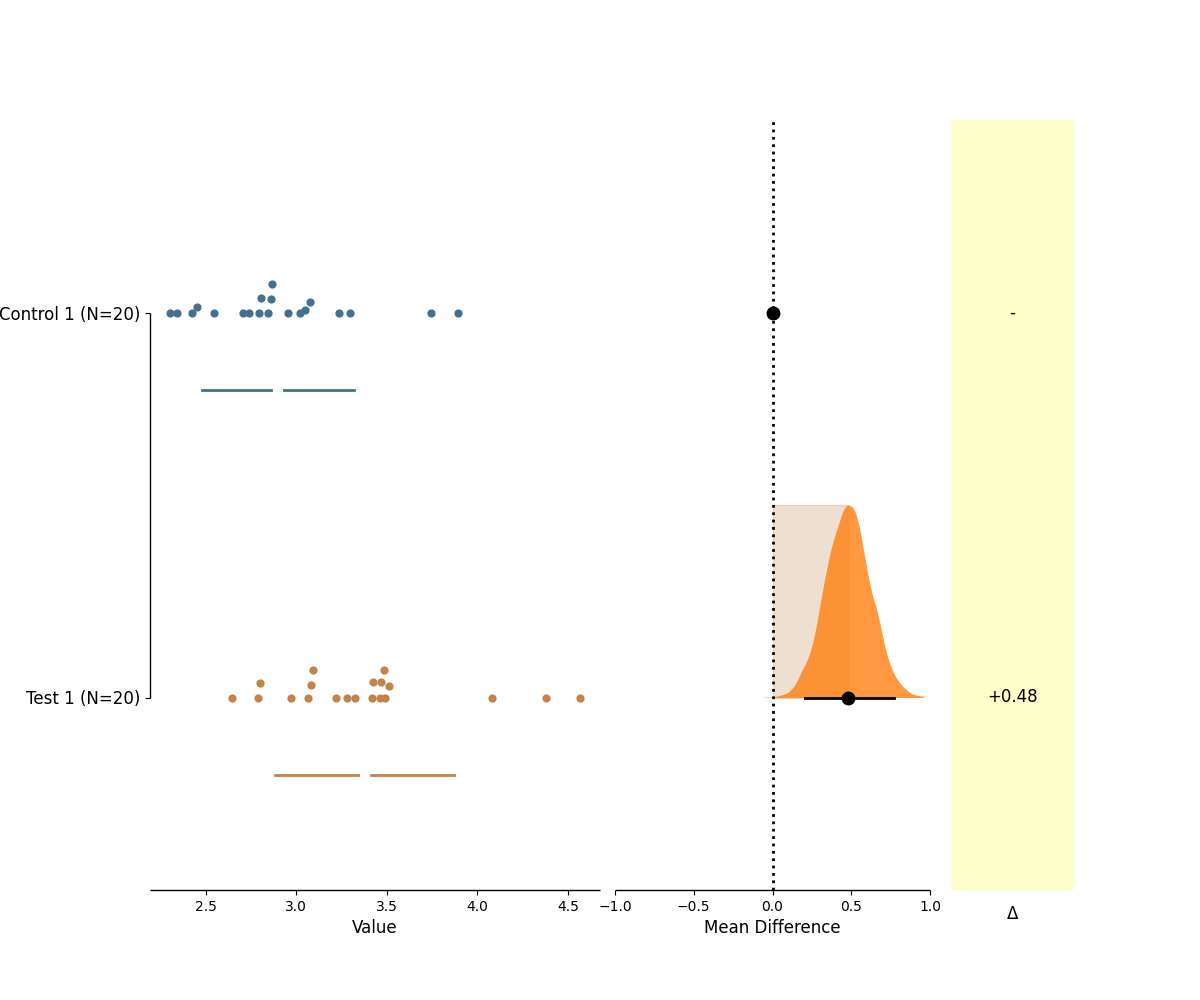 Control 1 (N=20)
-
Test 1 (N=20)
+0.48
2.5 3.0 3.5 4.0 4.5
−1.0 −0.5 0.0 0.5 1.0
Value
Mean Difference
Δ